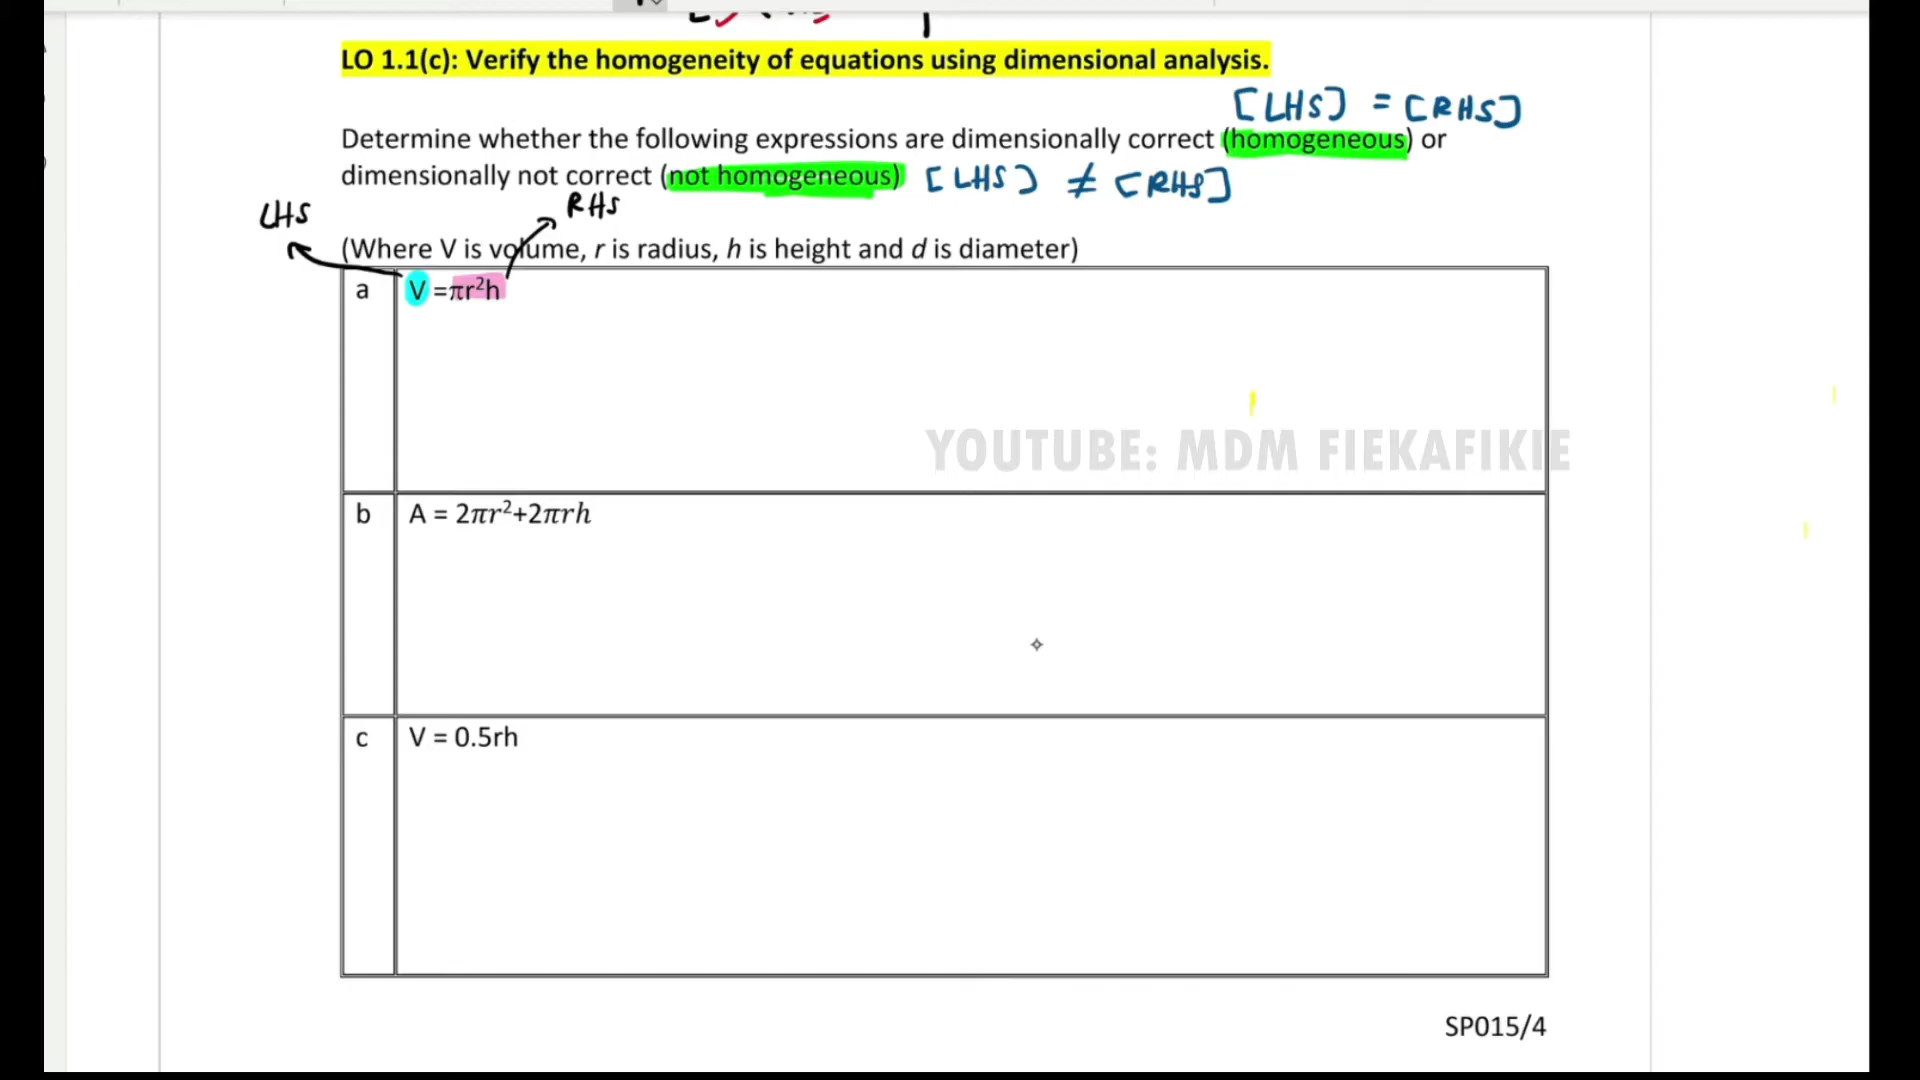 LO 1.1(c): Verify the homogeneity of equations using dimensional analysis.
[LHS] = [RHS]
Determine whether the following expressions are dimensionally correct (homogeneous) or
dimensionally not correct (not homogeneous) [LHS] ≠ [RHS]
LHS
RHS
(Where V is volume, r is radius, h is height and d is diameter)
a V =πr²h
YOUTUBE: MDM FIEKAFIKIE
b A = 2πr²+2πrh
c V = 0.5rh
SP015/4